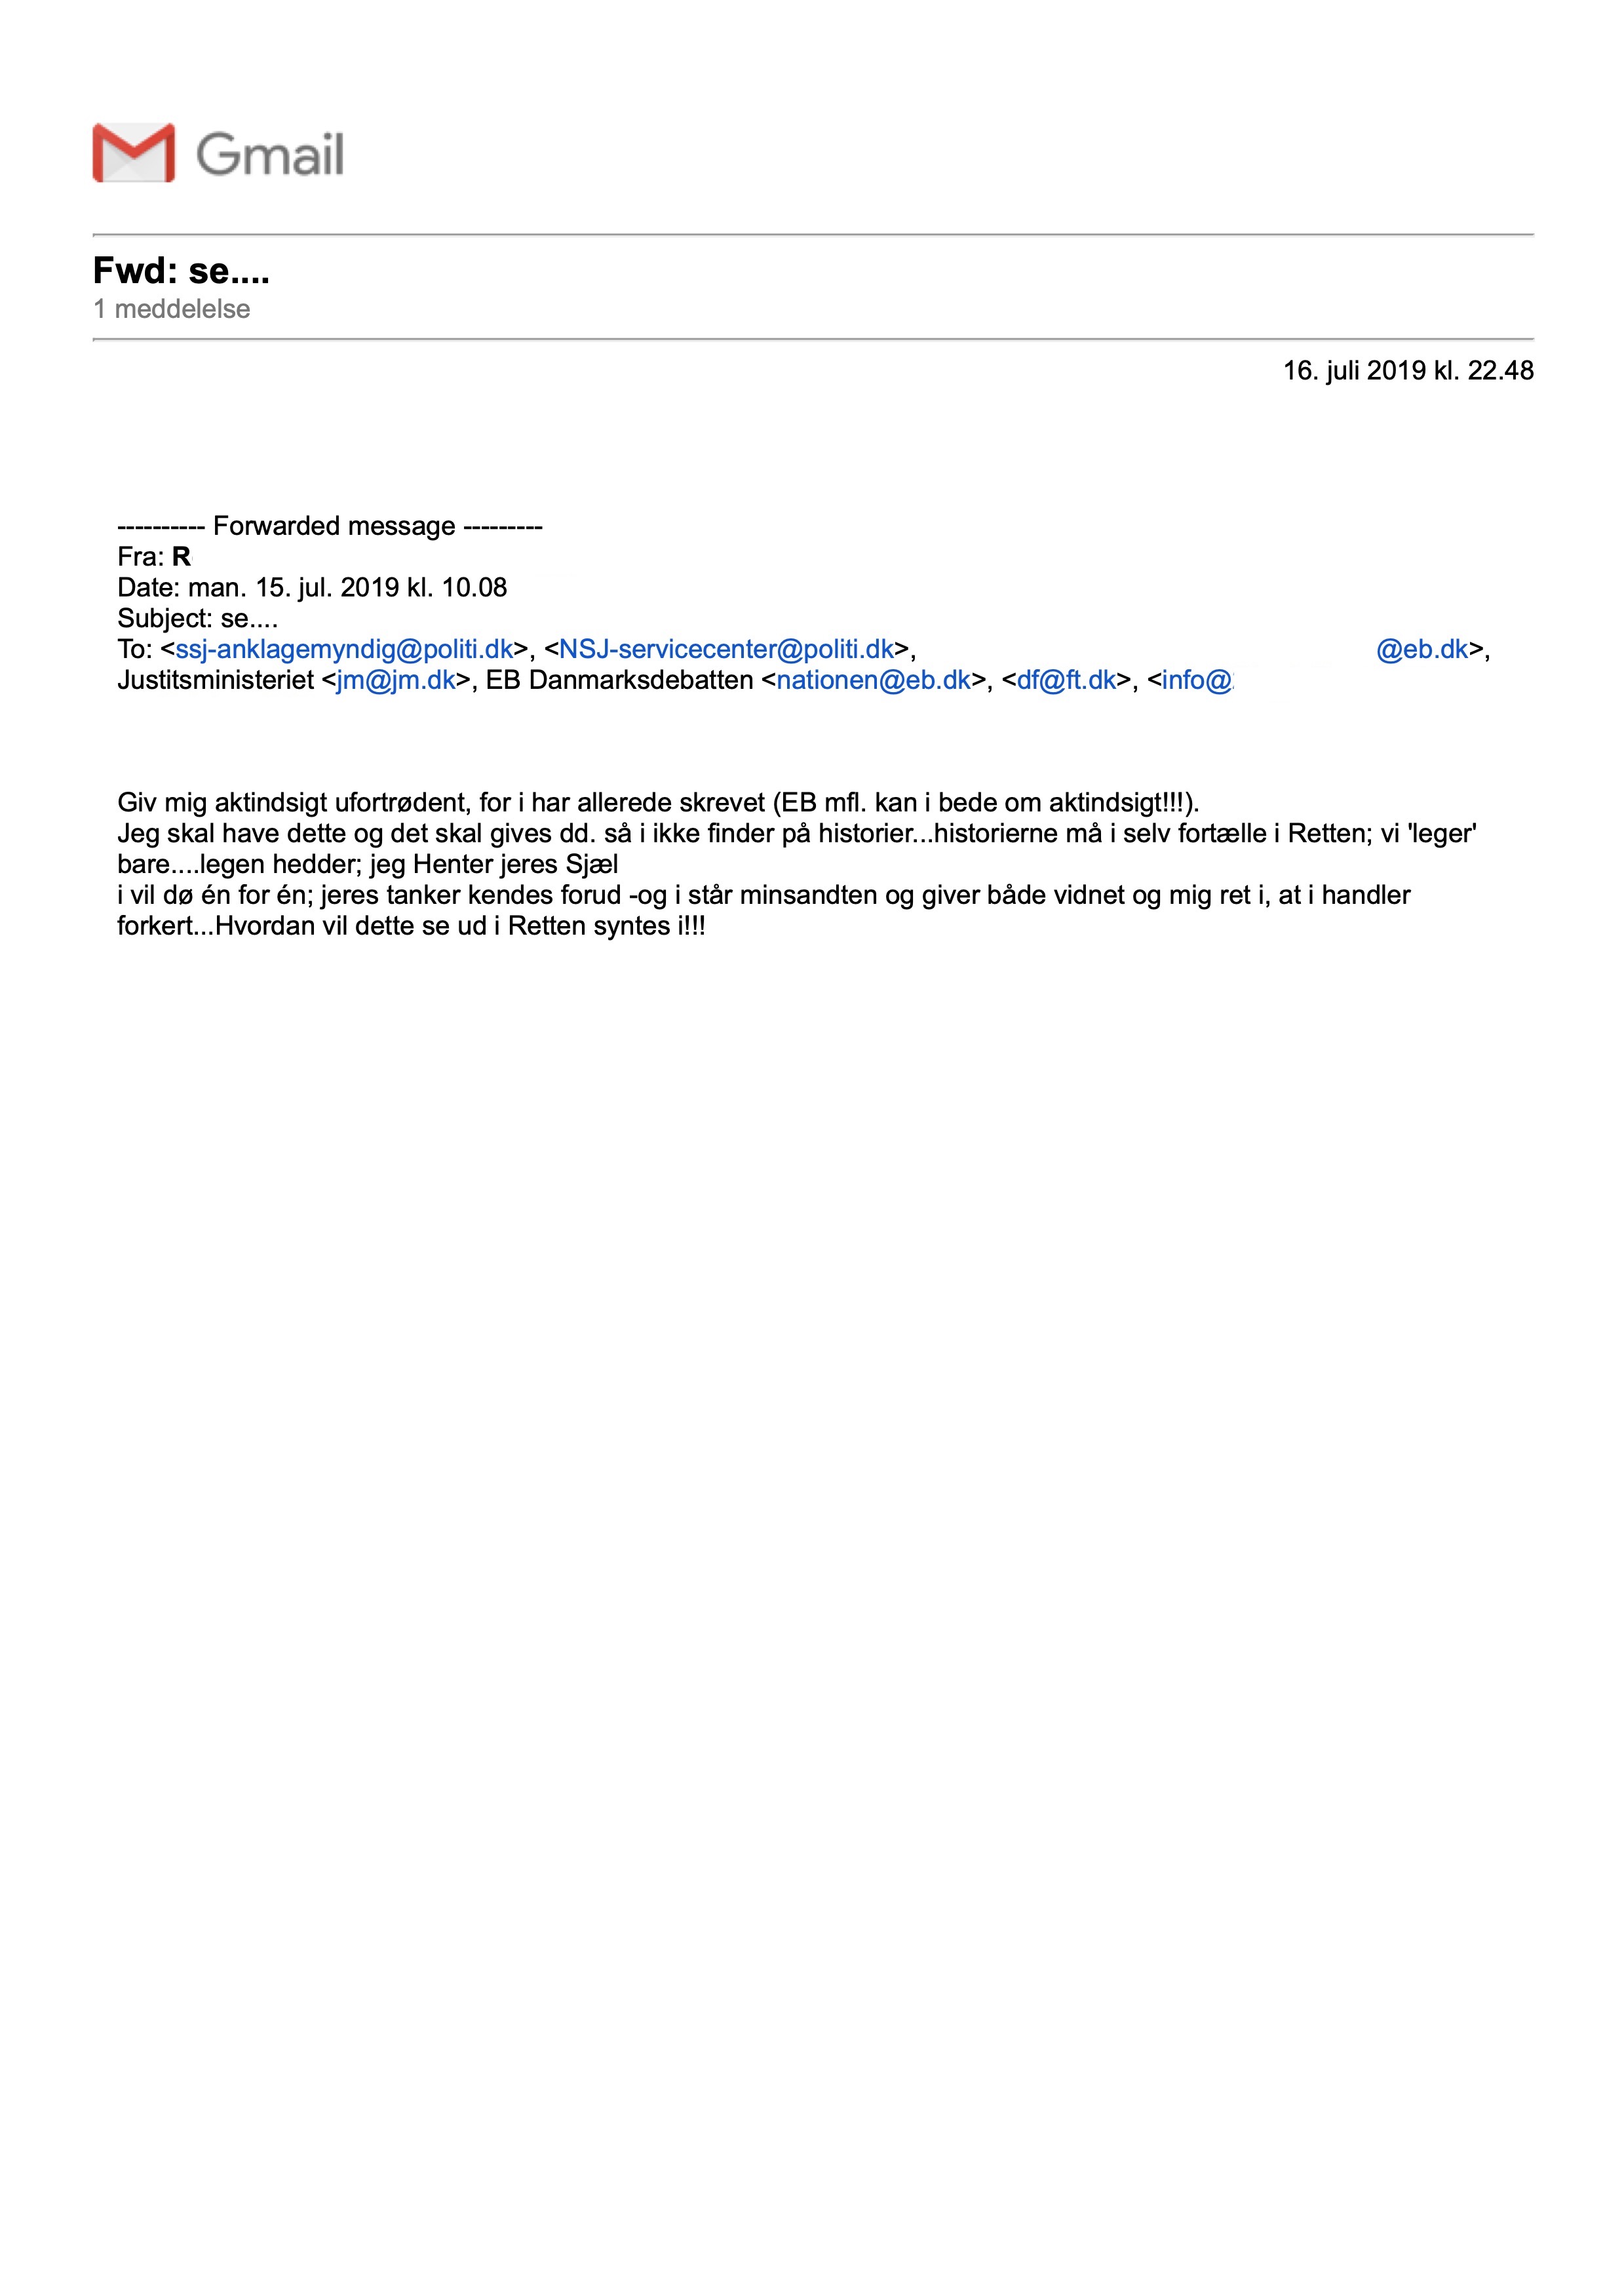 Gmail
Fwd: se....
1 meddelelse
16. juli 2019 kl. 22.48
---------- Forwarded message ---------
Fra: R
Date: man. 15. jul. 2019 kl. 10.08
Subject: se....
To: <ssj-anklagemyndig@politi.dk>, <NSJ-servicecenter@politi.dk>, @eb.dk>,
Justitsministeriet <jm@jm.dk>, EB Danmarksdebatten <nationen@eb.dk>, <df@ft.dk>, <info@
Giv mig aktindsigt ufortrødent, for i har allerede skrevet (EB mfl. kan i bede om aktindsigt!!!).
Jeg skal have dette og det skal gives dd. så i ikke finder på historier...historierne må i selv fortælle i Retten; vi 'leger'
bare....legen hedder; jeg Henter jeres Sjæl
i vil dø én for én; jeres tanker kendes forud -og i står minsandten og giver både vidnet og mig ret i, at i handler
forkert...Hvordan vil dette se ud i Retten syntes i!!!